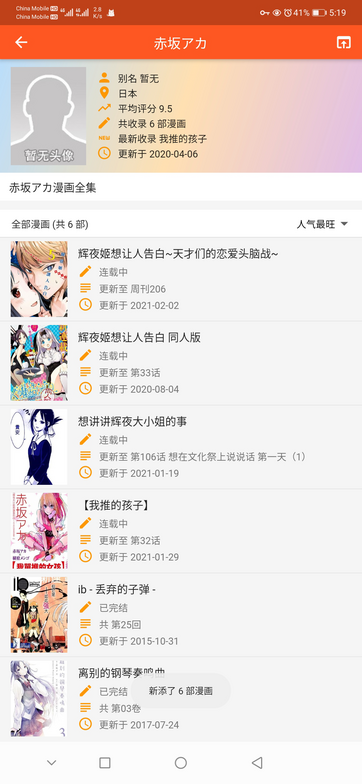 China Mobile HD
China Mobile HD
2.8
K/s
41%
5:19
赤坂アカ
暂无头像
别名 暂无
日本
平均评分 9.5
共收录 6 部漫画
NEW 最新收录 我推的孩子
更新于 2020-04-06
赤坂アカ漫画全集
全部漫画 (共 6 部)
人气最旺
辉夜姬想让人告白~天才们的恋爱头脑战~
连载中
更新至 周刊206
更新于 2021-02-02
辉夜姬想让人告白 同人版
连载中
更新至 第33话
更新于 2020-08-04
想讲讲辉夜大小姐的事
连载中
更新至 第106话 想在文化祭上说说话 第一天（1）
更新于 2021-01-19
赤坂アカ
【我推的孩子】
连载中
更新至 第32话
更新于 2021-01-29
ib - 丢弃的子弹 -
已完结
共 第25回
更新于 2015-10-31
离别的钢琴奏鸣曲
已完结
共 第03卷
更新于 2017-07-24
新添了 6 部漫画